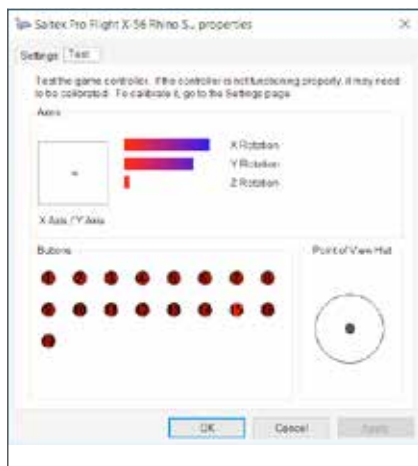 Saitek Pro Flight X-56 Rhino S... properties
Settings Test
Test the game controller. If the controller is not functioning properly, it may need
to be calibrated. To calibrate it, go to the Settings page.
Axes
X Rotation
Y Rotation
Z Rotation
X Axis / Y Axis
Buttons
Point of View Hat
OK Cancel Apply